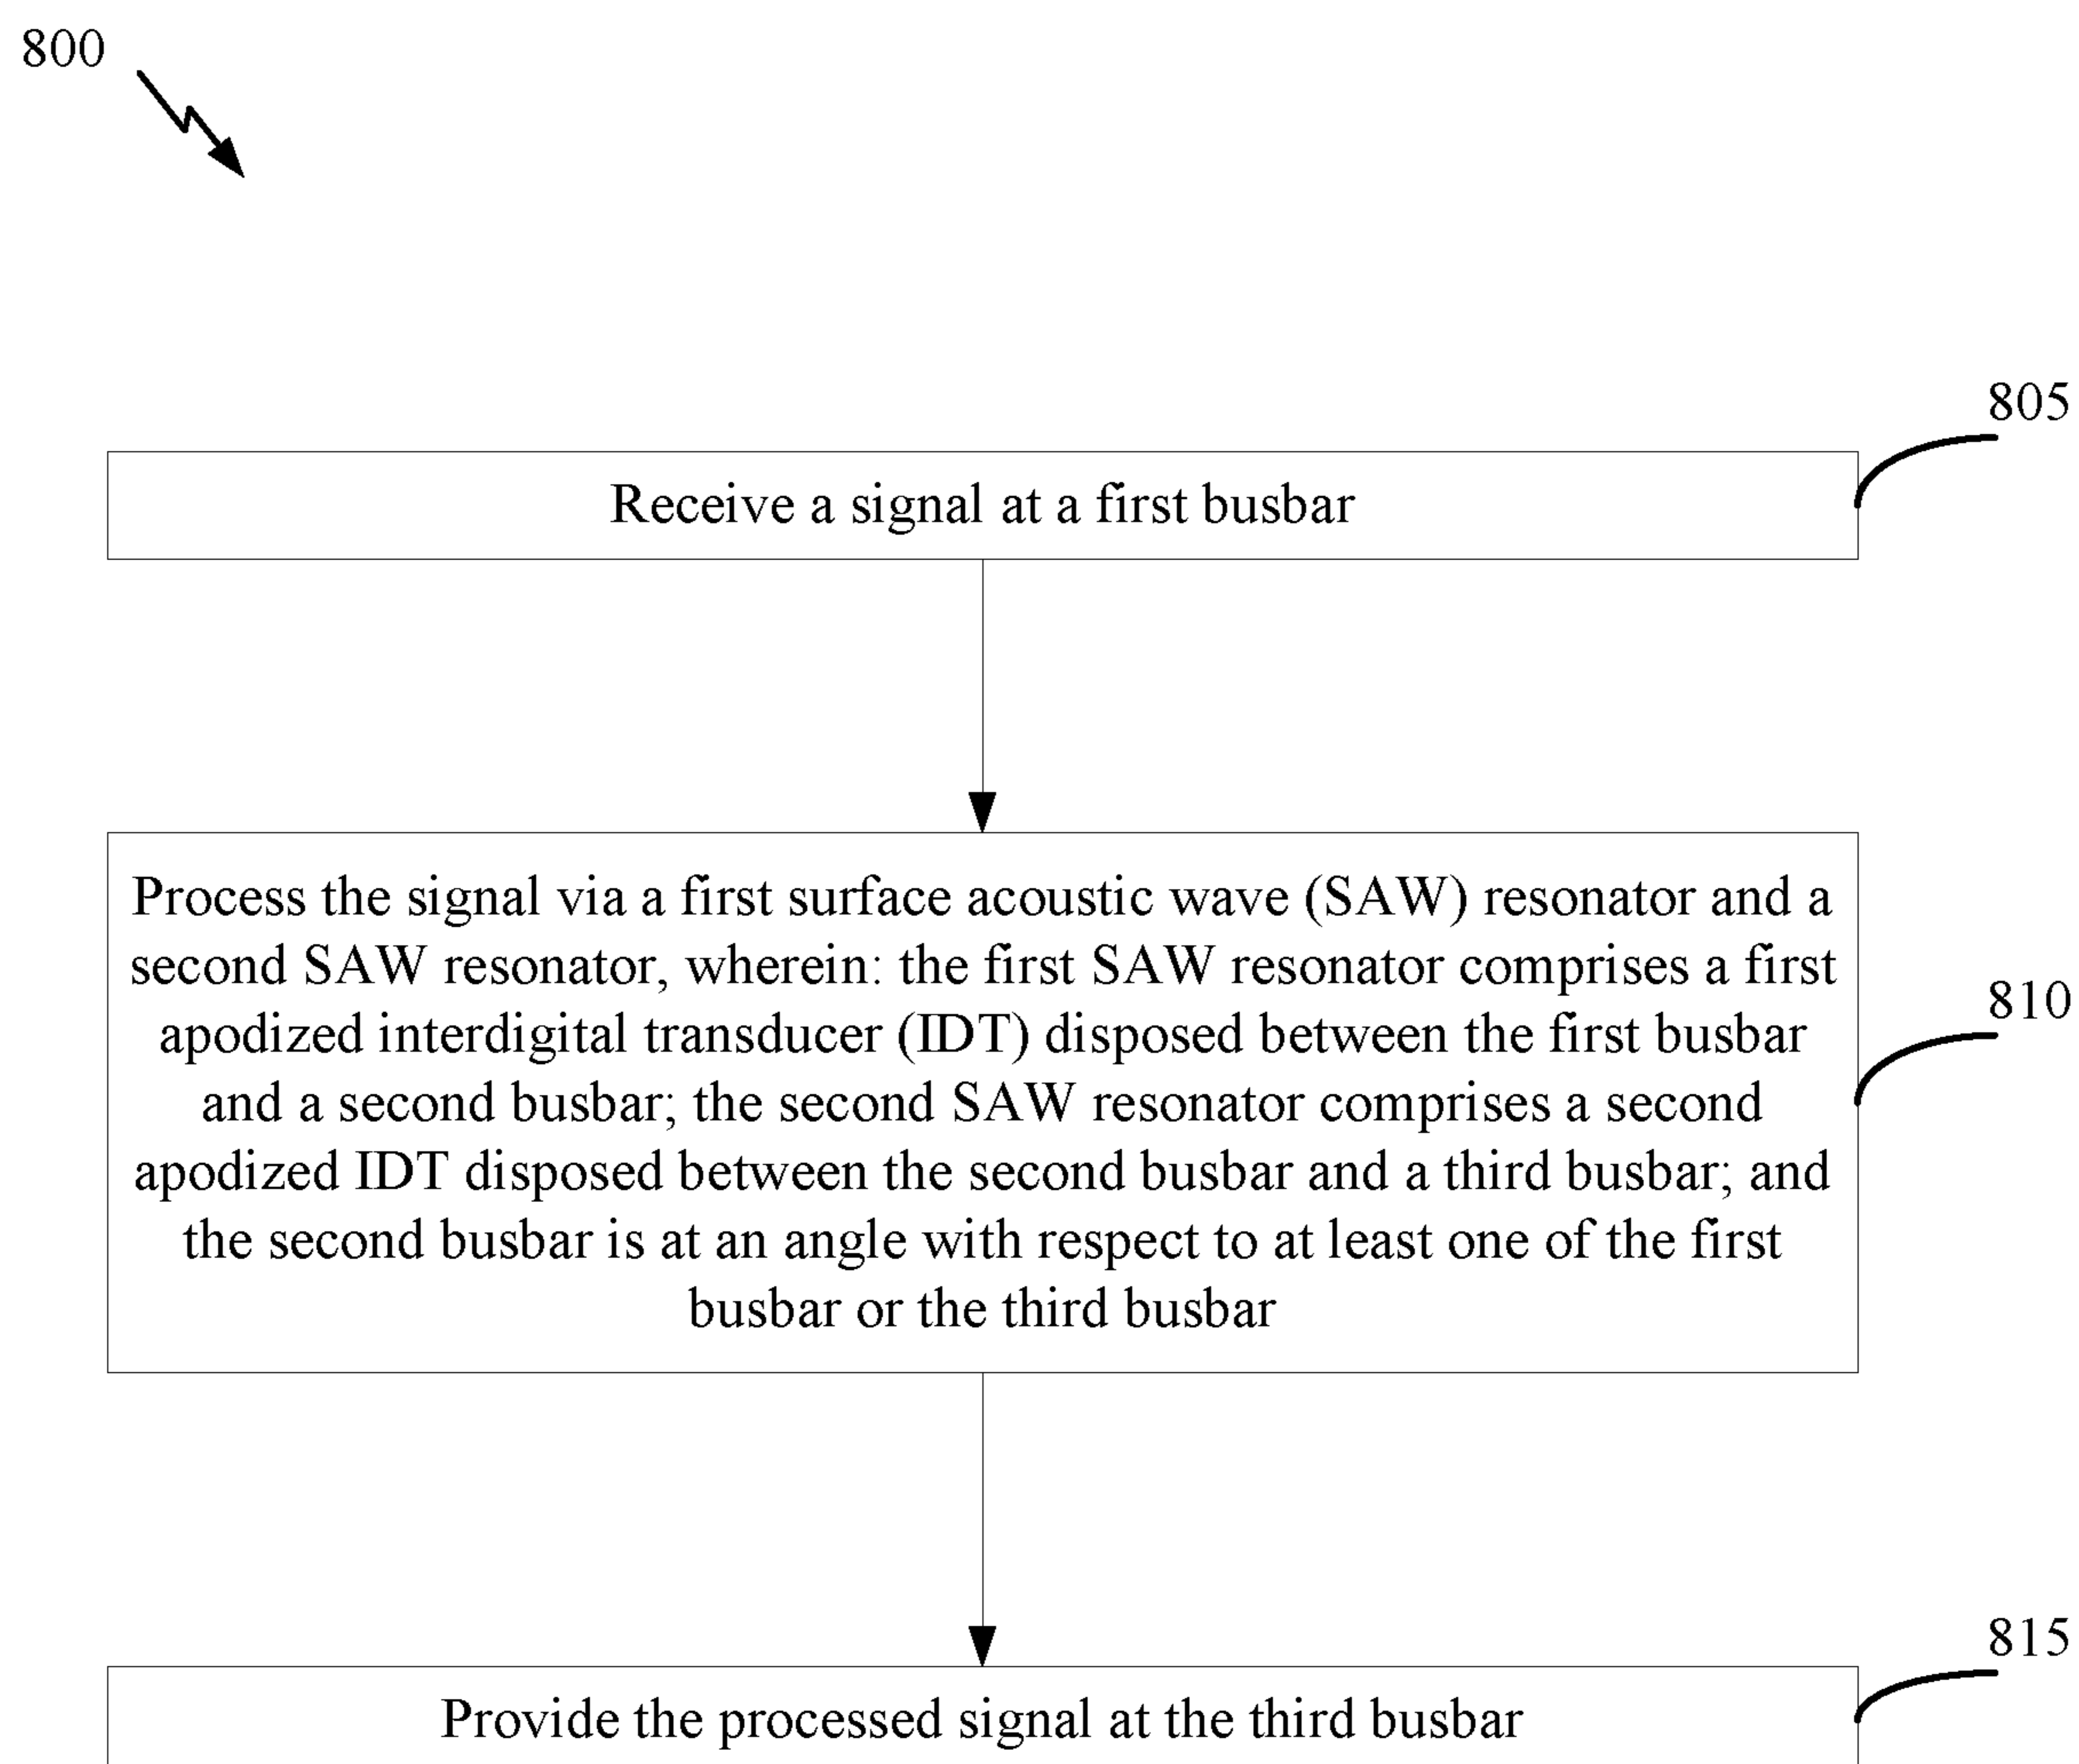 800
805
Receive a signal at a first busbar
Process the signal via a first surface acoustic wave (SAW) resonator and a
second SAW resonator, wherein: the first SAW resonator comprises a first
apodized interdigital transducer (IDT) disposed between the first busbar
and a second busbar; the second SAW resonator comprises a second
apodized IDT disposed between the second busbar and a third busbar; and
the second busbar is at an angle with respect to at least one of the first
busbar or the third busbar
810
815
Provide the processed signal at the third busbar